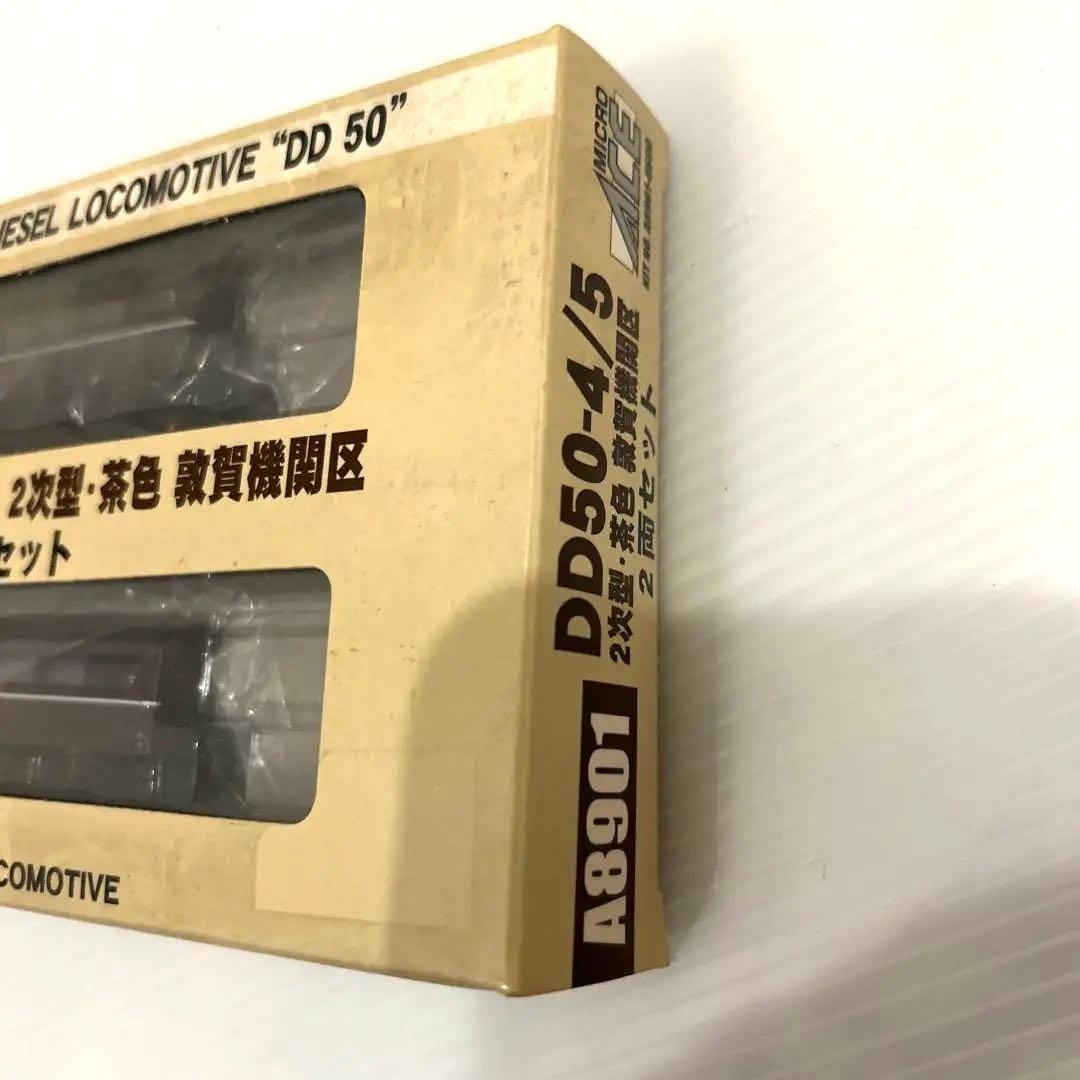 IESEL LOCOMOTIVE “DD 50”
2次型・茶色 敦賀機関区
セット
COMOTIVE
MICRO
ACE
DD50-4/5
2次型・茶色 敦賀機関区
2両セット
A8901